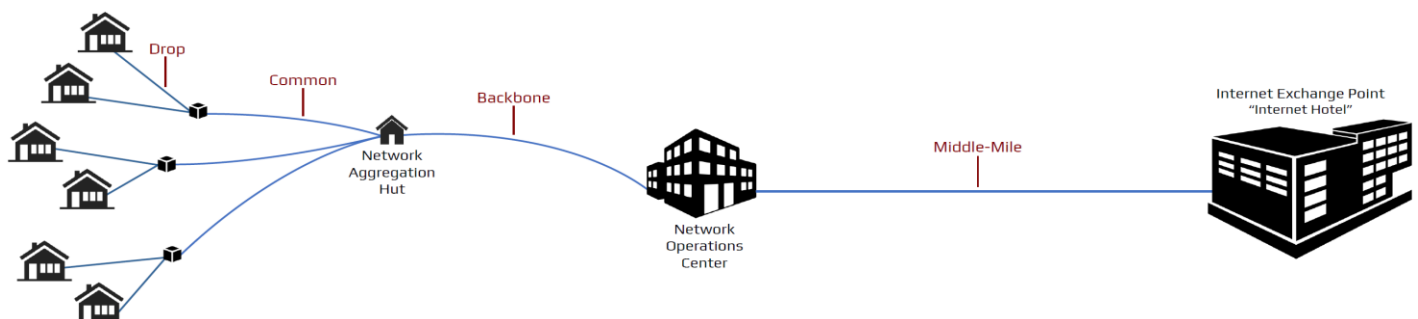 Drop
Common
Backbone
Network
Aggregation
Hut
Network
Operations
Center
Middle-Mile
Internet Exchange Point
“Internet Hotel”